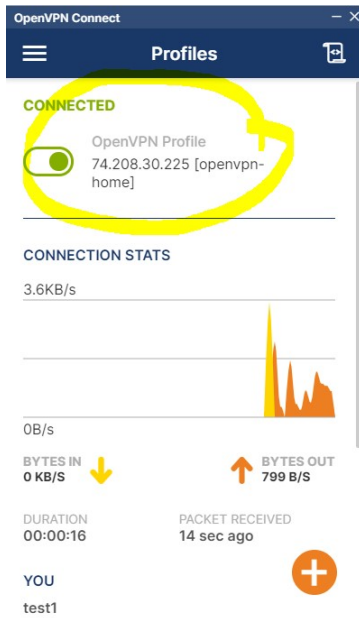 OpenVPN Connect
Profiles
CONNECTED
OpenVPN Profile
74.208.30.225 [openvpn-
home]
CONNECTION STATS
3.6KB/s
0B/s
BYTES IN
0 KB/S
BYTES OUT
799 B/S
DURATION
00:00:16
PACKET RECEIVED
14 sec ago
YOU
test1